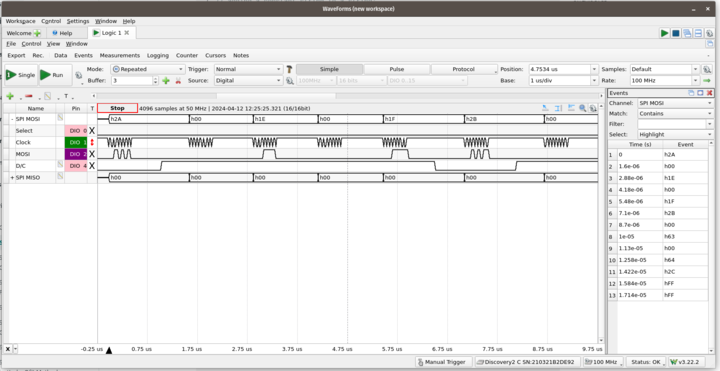 Waveforms (new workspace)
Workspace Control Settings Window Help
Welcome Help Logic 1
File Control View Window
Export Rec. Data Events Measurements Logging Counter Cursors Notes
Single Run Mode: Repeated Trigger: Normal Simple Pulse Protocol Position: 4.7534 us Samples: Default
Buffer: 3 Source: Digital Base: 1 us/div Rate: 100 MHz
Name Pin T Stop 4096 samples at 50 MHz | 2024-04-12 12:25:25.321 (16/16bit)
SPI MOSI h2A h00 h1E h00 h1F h2B h00
Select DIO 0 X
Clock DIO 1
MOSI DIO 2 X
D/C DIO 4 X
SPI MISO h00 h00 h00 h00 h00 h00 h00
X -0.25 us 0.75 us 1.75 us 2.75 us 3.75 us 4.75 us 5.75 us 6.75 us 7.75 us 8.75 us 9.75 us
Events
Channel: SPI MOSI
Match: Contains
Filter:
Select: Highlight
Time (s) Event
1 0 h2A
2 1.6e-06 h00
3 2.88e-06 h1E
4 4.18e-06 h00
5 5.48e-06 h1F
6 7.1e-06 h2B
7 8.7e-06 h00
8 1e-05 h63
9 1.13e-05 h00
10 1.258e-05 h64
11 1.422e-05 h2C
12 1.584e-05 hFF
13 1.714e-05 hFF
Manual Trigger Discovery2 C SN:210321B2DE92 100 MHz Status: OK v3.22.2